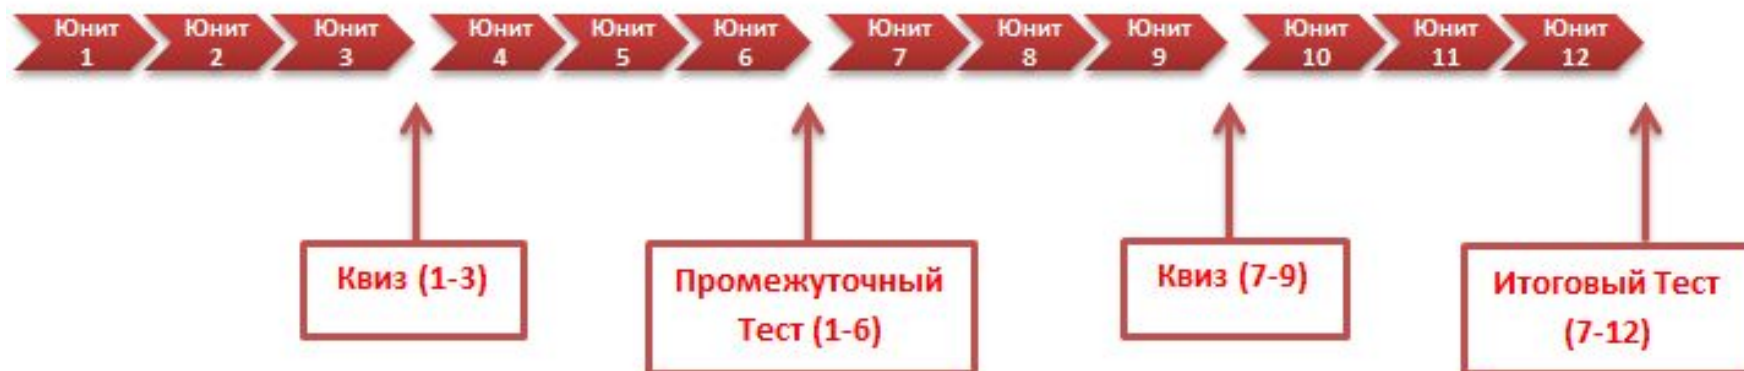 Юнит 1
Юнит 2
Юнит 3
Юнит 4
Юнит 5
Юнит 6
Юнит 7
Юнит 8
Юнит 9
Юнит 10
Юнит 11
Юнит 12
Квиз (1-3)
Промежуточный
Тест (1-6)
Квиз (7-9)
Итоговый Тест
(7-12)